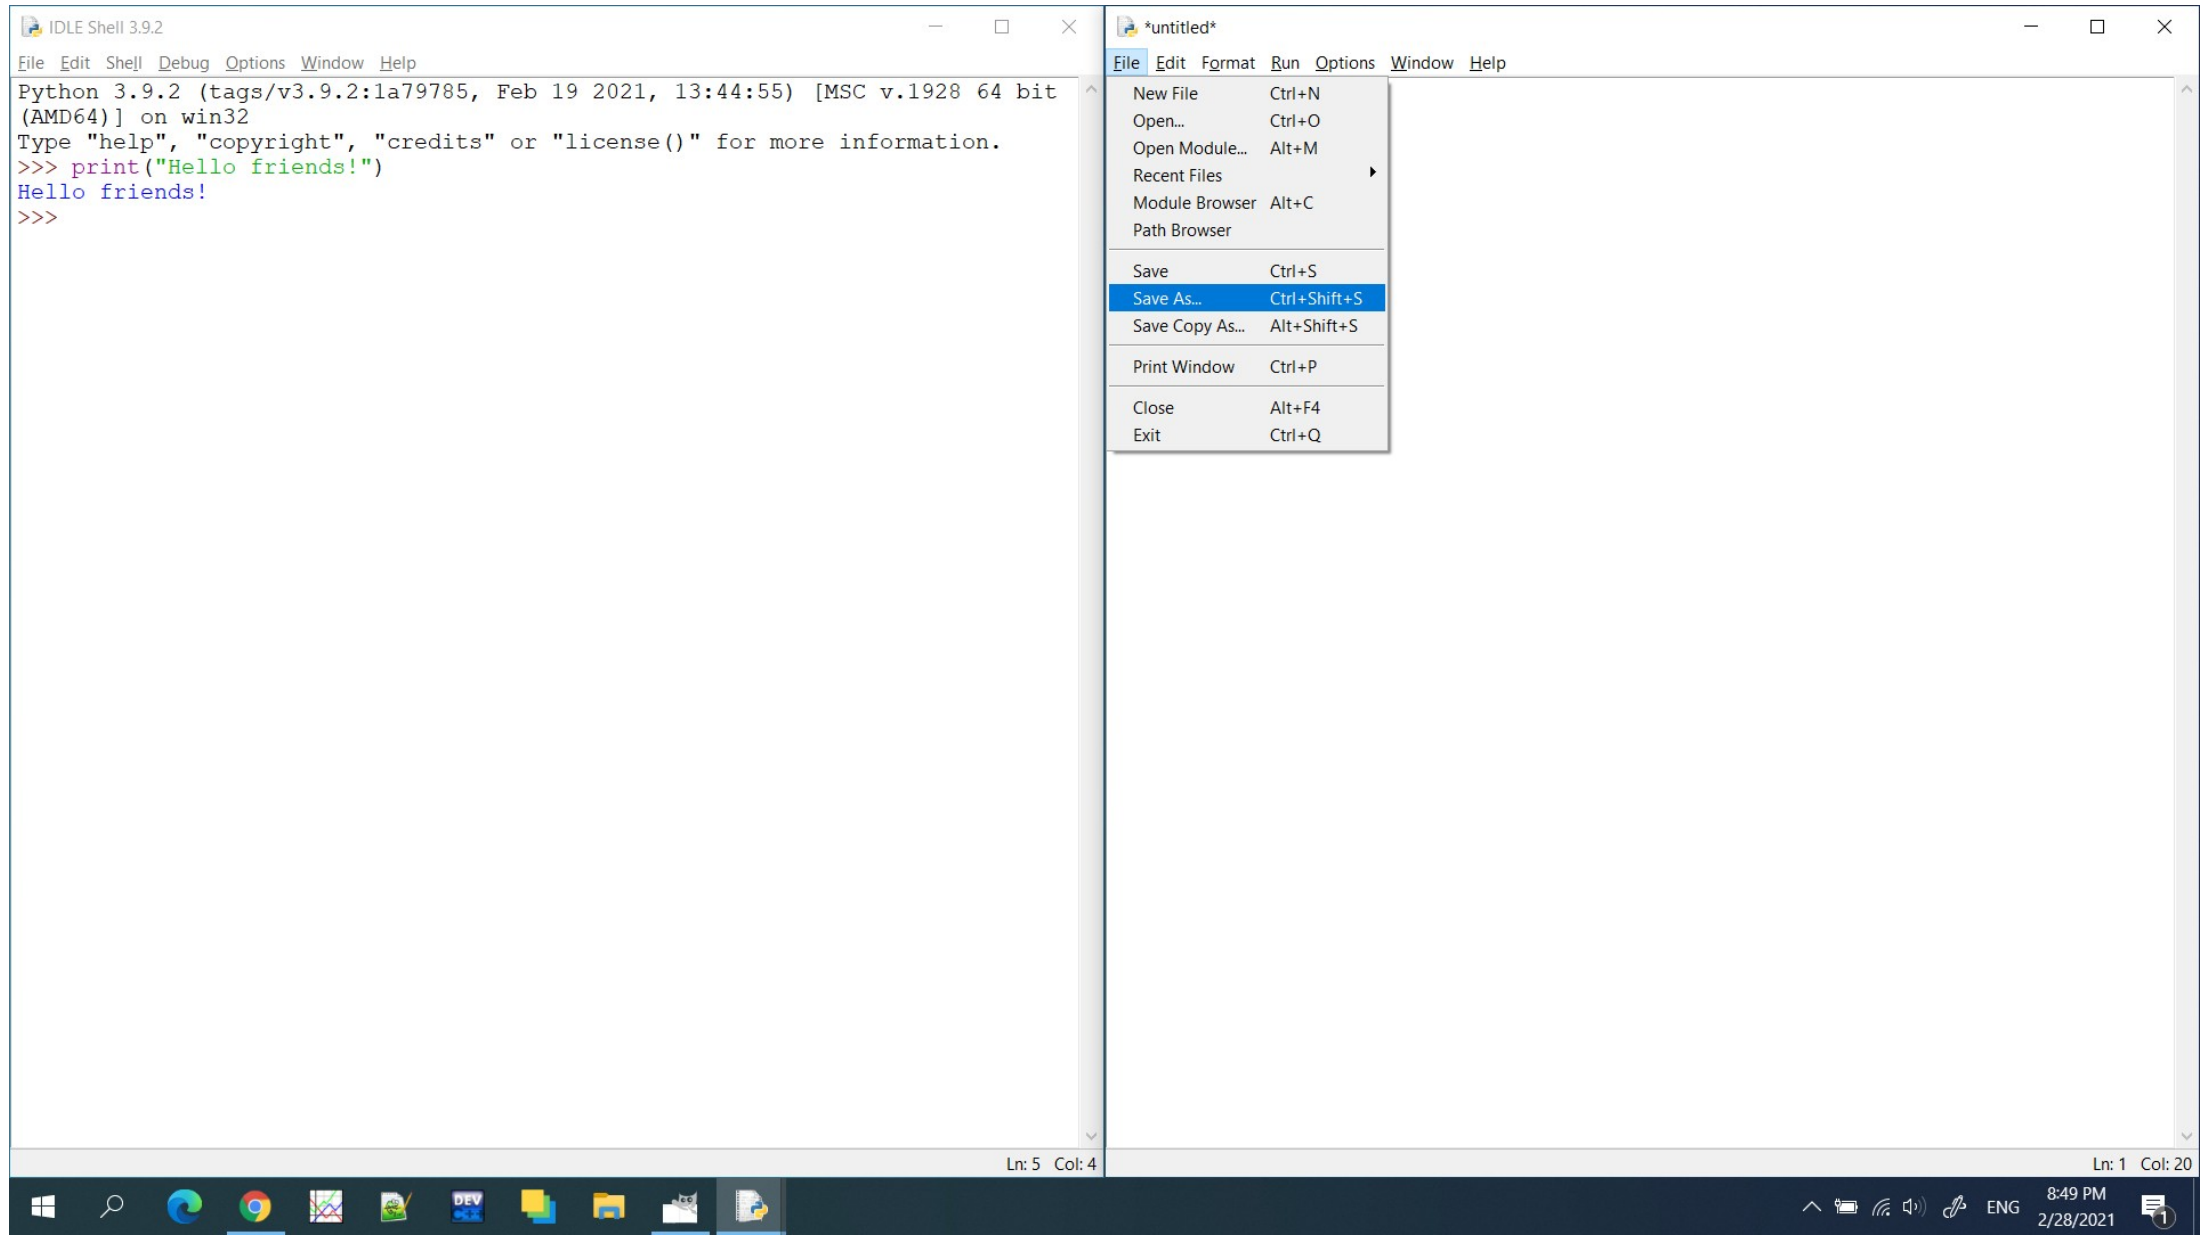 IDLE Shell 3.9.2
File Edit Shell Debug Options Window Help
Python 3.9.2 (tags/v3.9.2:1a79785, Feb 19 2021, 13:44:55) [MSC v.1928 64 bit
(AMD64)] on win32
Type "help", "copyright", "credits" or "license()" for more information.
>>> print("Hello friends!")
Hello friends!
>>>
Ln: 5 Col: 4
*untitled*
File Edit Format Run Options Window Help
New File Ctrl+N
Open... Ctrl+O
Open Module... Alt+M
Recent Files
Module Browser Alt+C
Path Browser
Save Ctrl+S
Save As... Ctrl+Shift+S
Save Copy As... Alt+Shift+S
Print Window Ctrl+P
Close Alt+F4
Exit Ctrl+Q
Ln: 1 Col: 20
DEV
C++
ENG
8:49 PM
2/28/2021
1